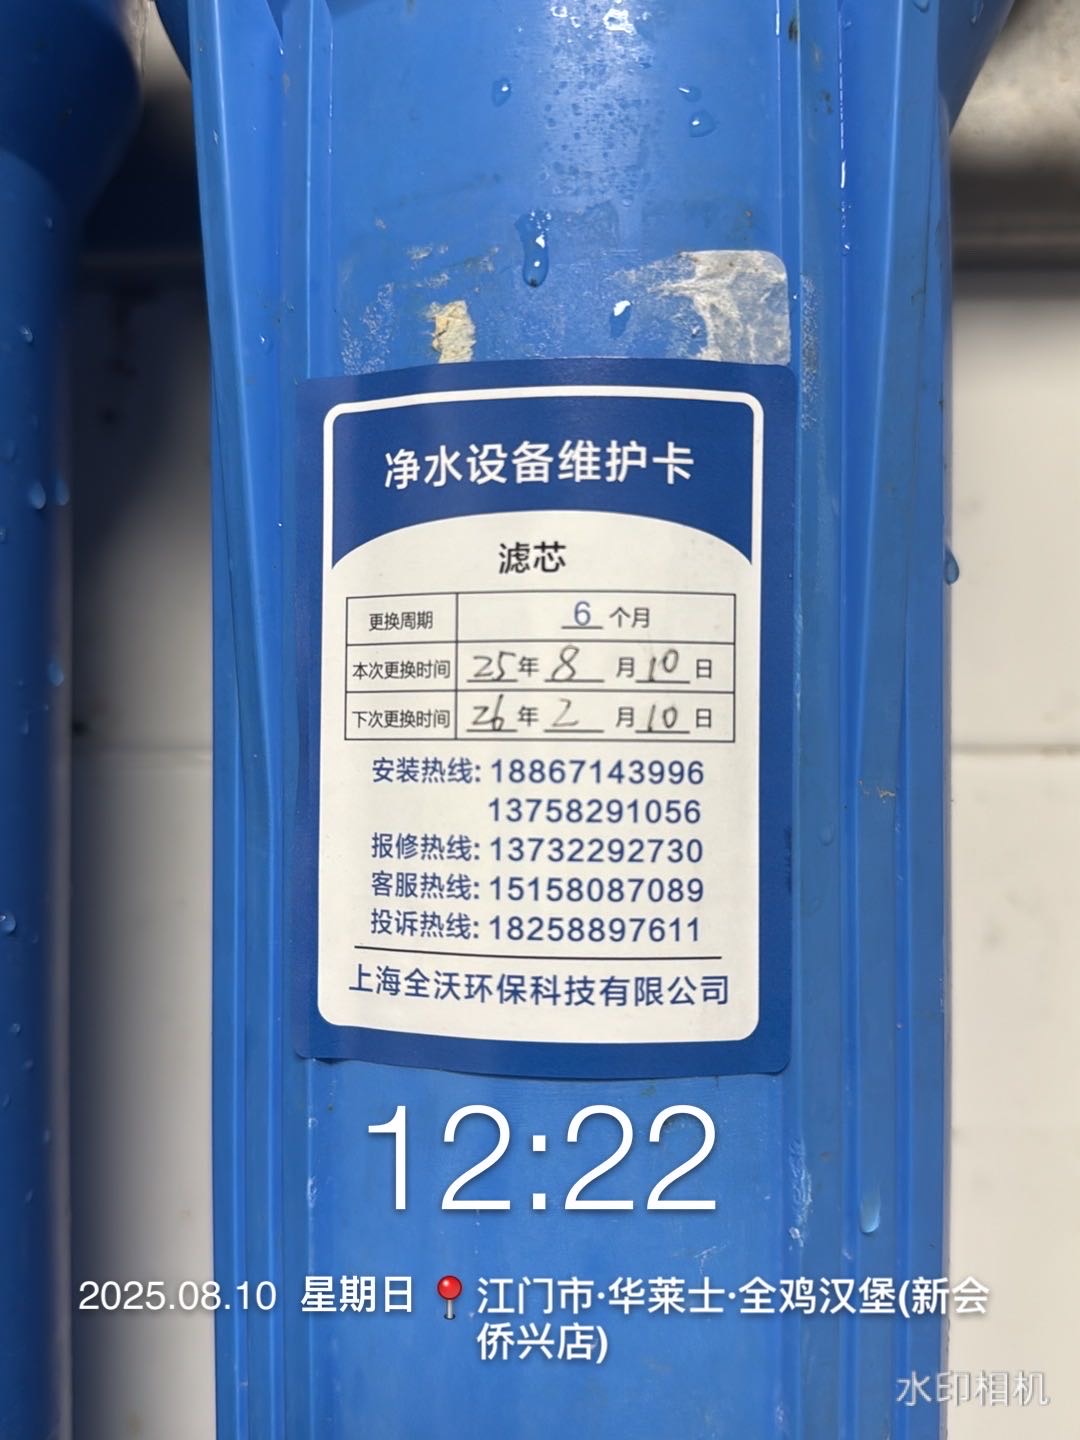 净水设备维护卡
滤芯
更换周期 6 个月
本次更换时间 25 年 8 月 10 日
下次更换时间 26 年 2 月 10 日
安装热线: 18867143996
13758291056
报修热线: 13732292730
客服热线: 15158087089
投诉热线: 18258897611
上海全沃环保科技有限公司
12:22
2025.08.10 星期日 📍江门市·华莱士·全鸡汉堡(新会
侨兴店)
水印相机